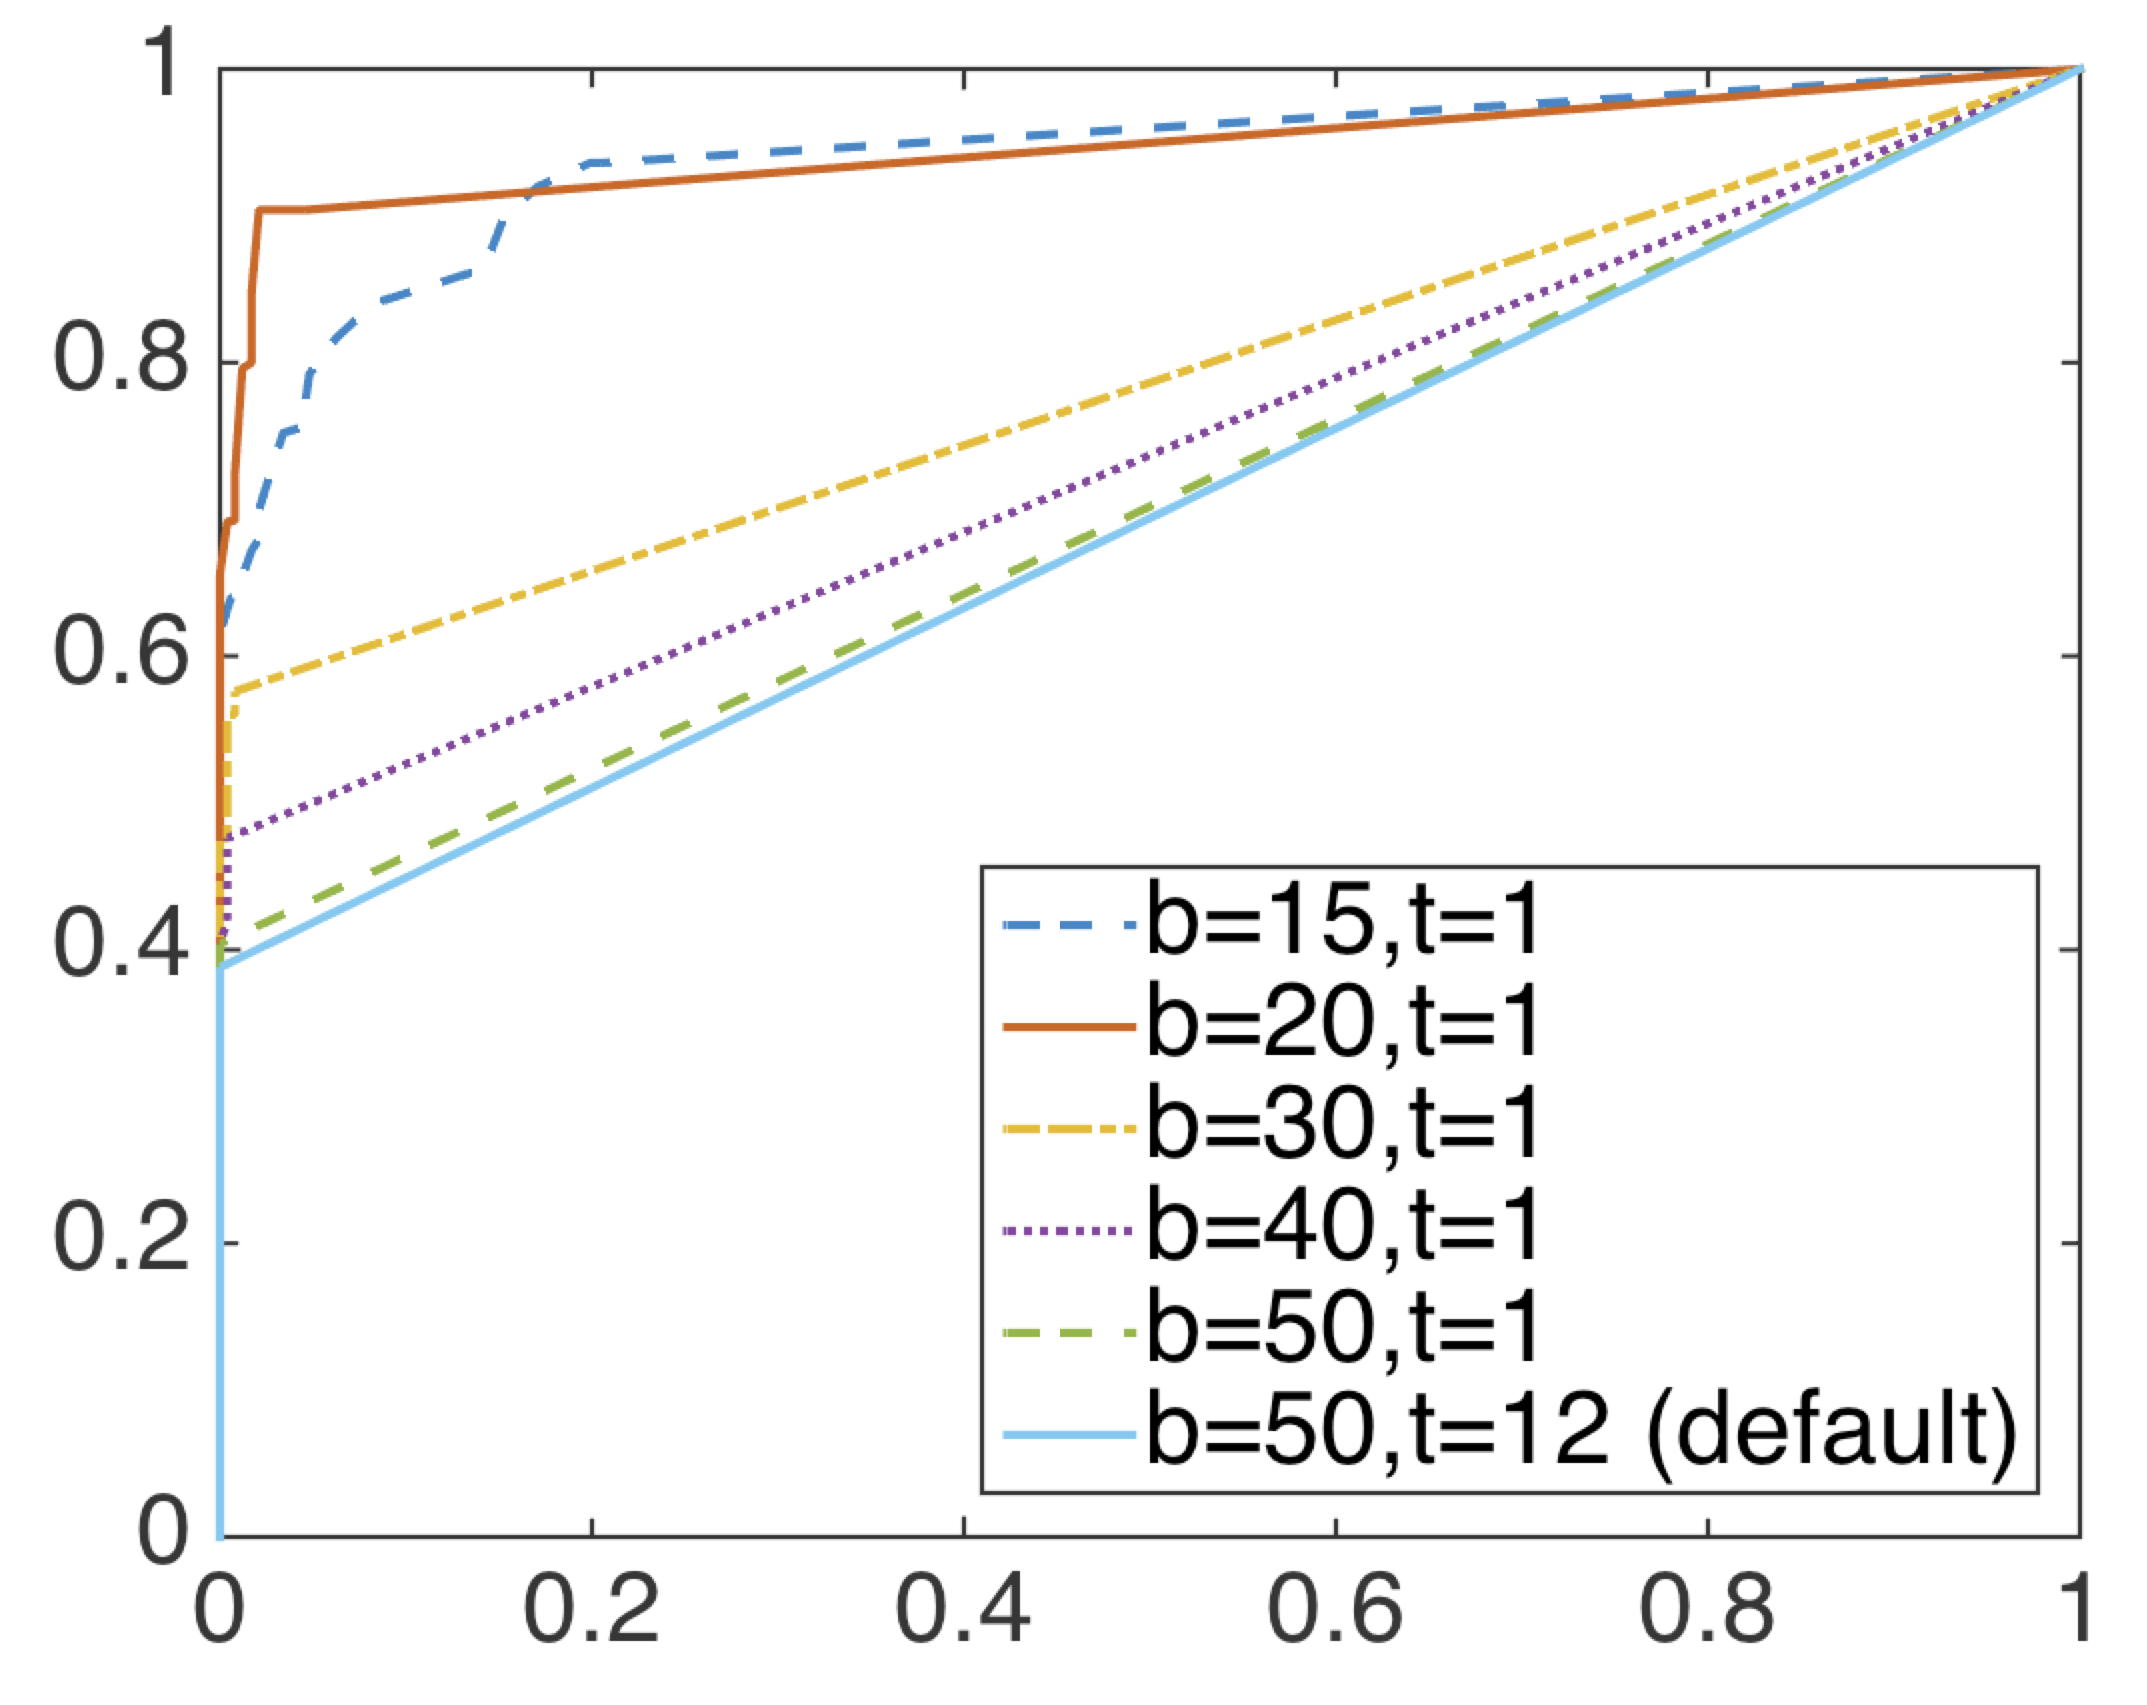 1
0.8
0.6
0.4
0.2
0
0 0.2 0.4 0.6 0.8 1
b=15,t=1
b=20,t=1
b=30,t=1
b=40,t=1
b=50,t=1
b=50,t=12 (default)